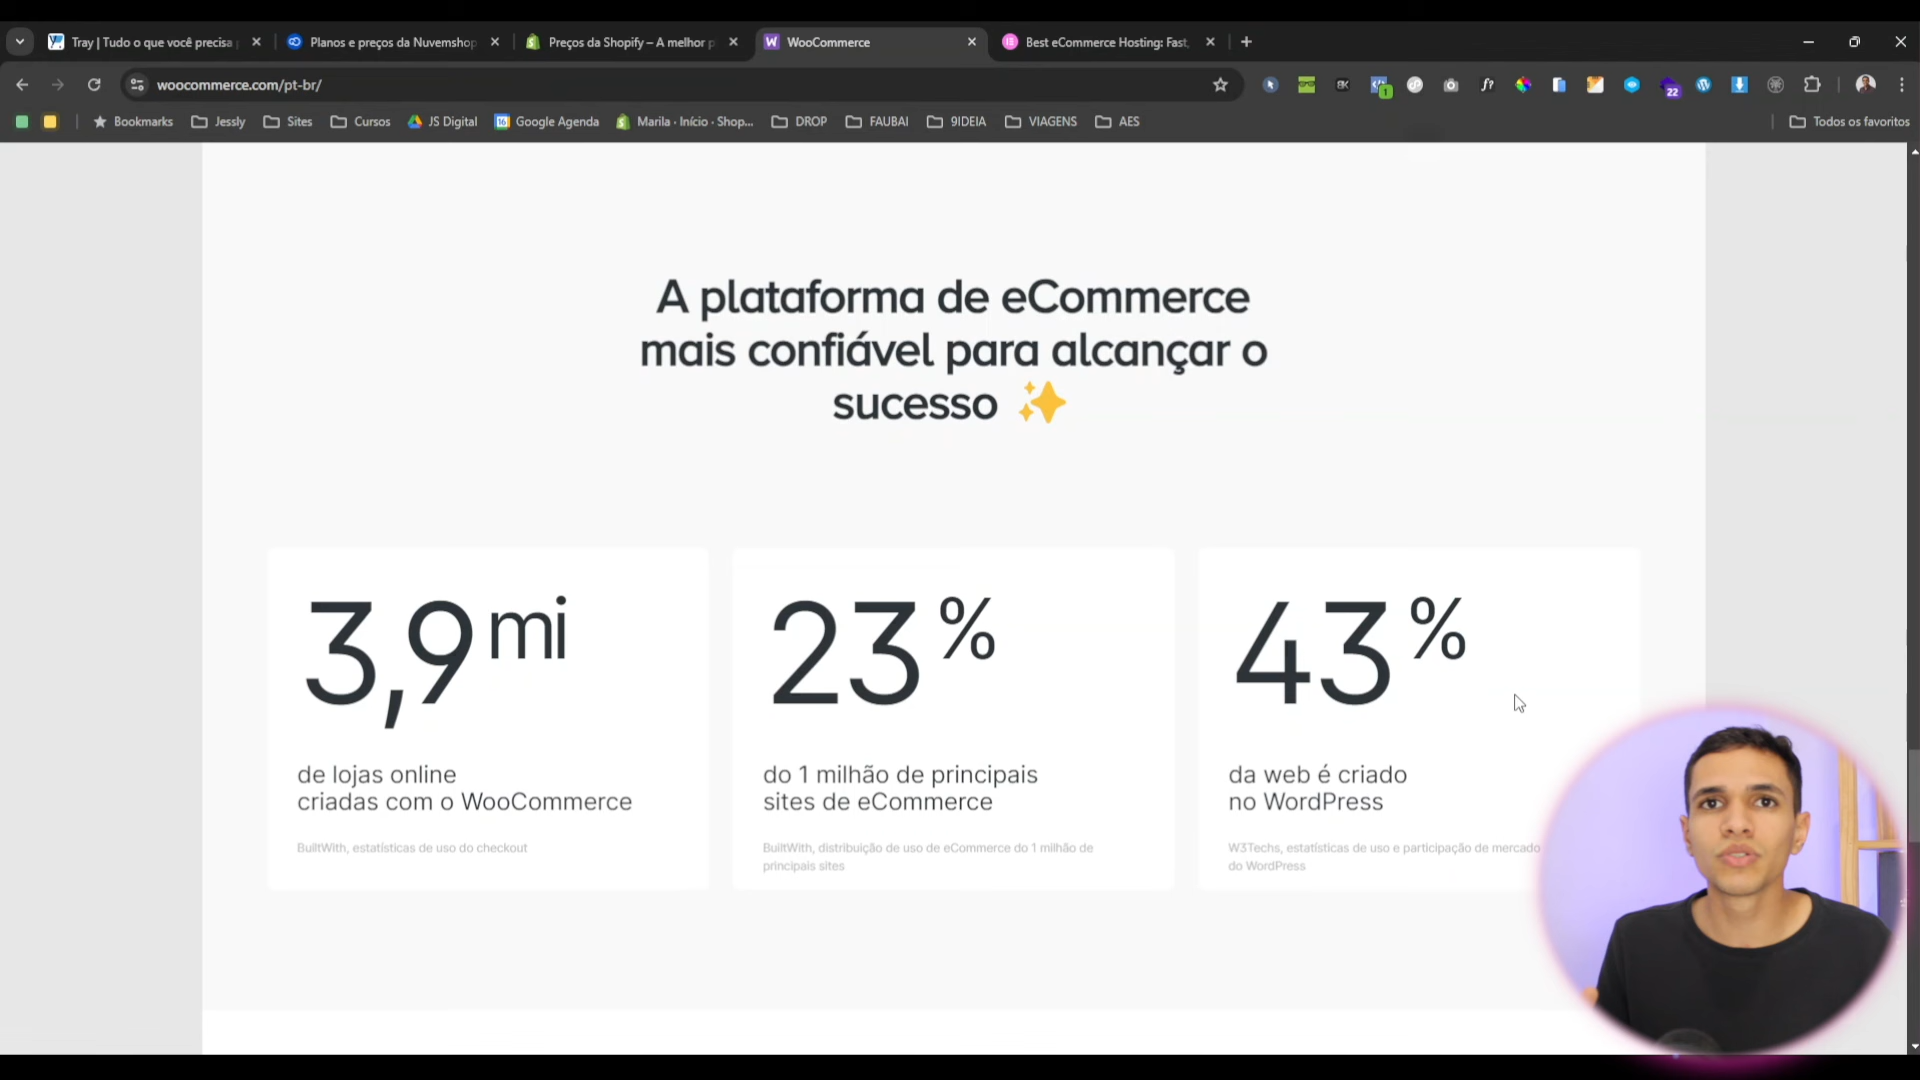 Tray | Tudo o que você precisa
Planos e preços da Nuvemshop
Preços da Shopify – A melhor p
WooCommerce
Best eCommerce Hosting: Fast,
woocommerce.com/pt-br/
1
22
Bookmarks
Jessly
Sites
Cursos
JS Digital
Google Agenda
Marila · Início · Shop...
DROP
FAUBAI
9IDEIA
VIAGENS
AES
Todos os favoritos
A plataforma de eCommerce
mais confiável para alcançar o
sucesso ✨
3,9 mi
de lojas online
criadas com o WooCommerce
BuiltWith, estatísticas de uso do checkout
23 %
do 1 milhão de principais
sites de eCommerce
BuiltWith, distribuição de uso de eCommerce do 1 milhão de
principais sites
43 %
da web é criado
no WordPress
W3Techs, estatísticas de uso e participação de mercado
do WordPress